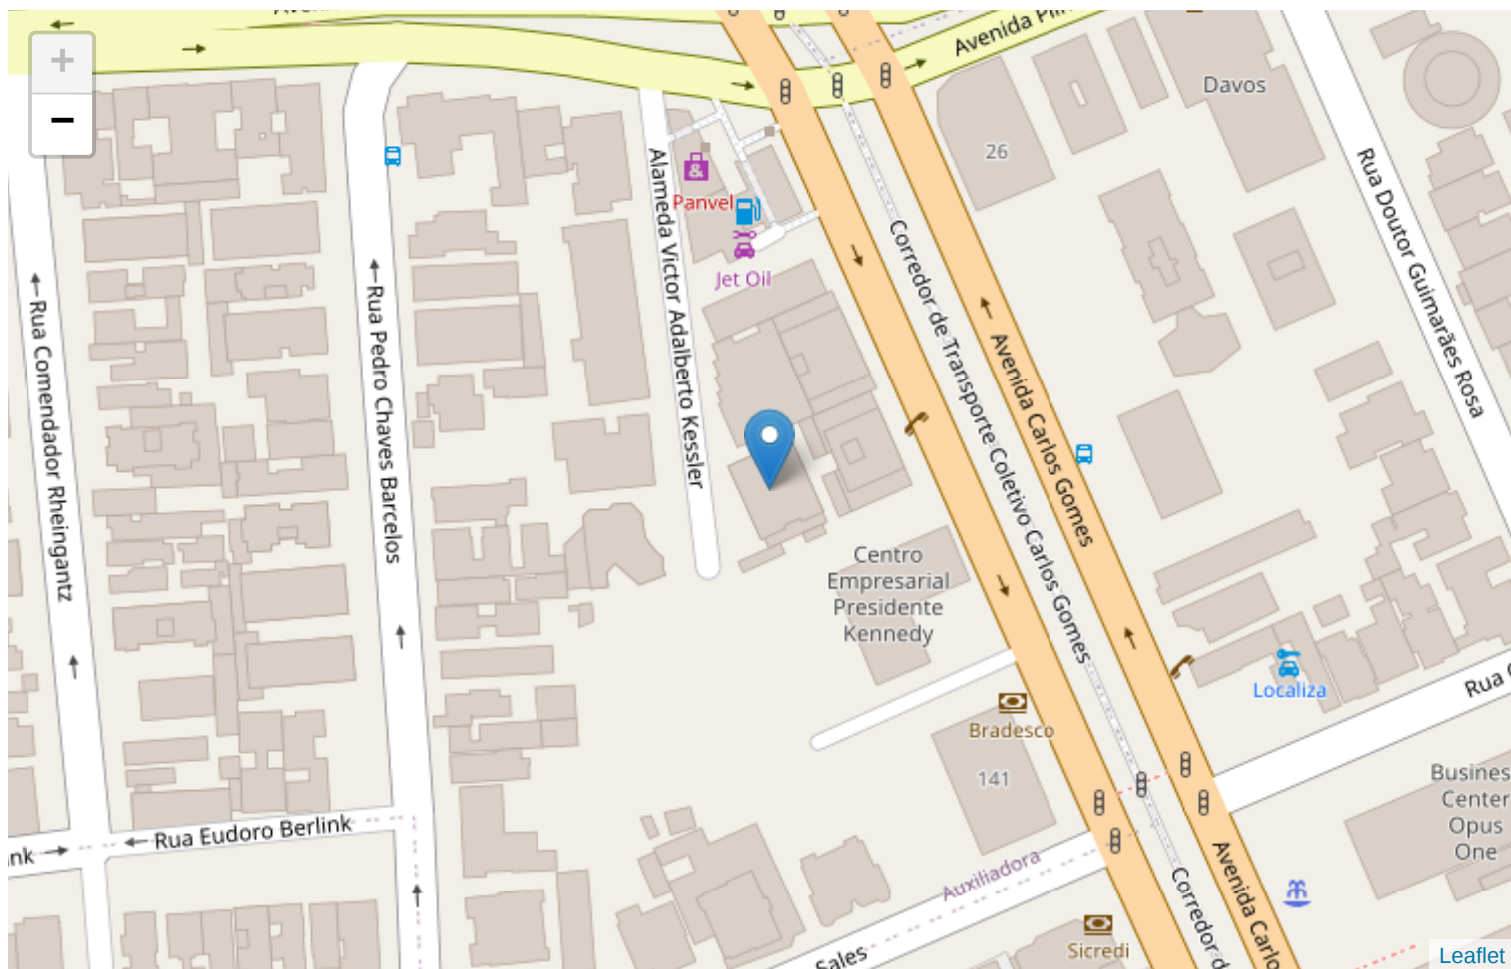 +
−
Avenida
Davos
26
Panvel
Jet Oil
Alameda Victor Adalberto Kessler
Rua Comendador Rheingantz
Rua Pedro Chaves Barcelos
Corredor de Transporte Coletivo Carlos Gomes
Avenida Carlos Gomes
Rua Doutor Guimarães Rosa
Centro
Empresarial
Presidente
Kennedy
Localiza
Rua
Bradesco
141
Business
Center
Opus
One
Rua Eudoro Berlink
nk
Auxiliadora
Sales
Sicredi
Corredor d
Avenida Carlo
Leaflet